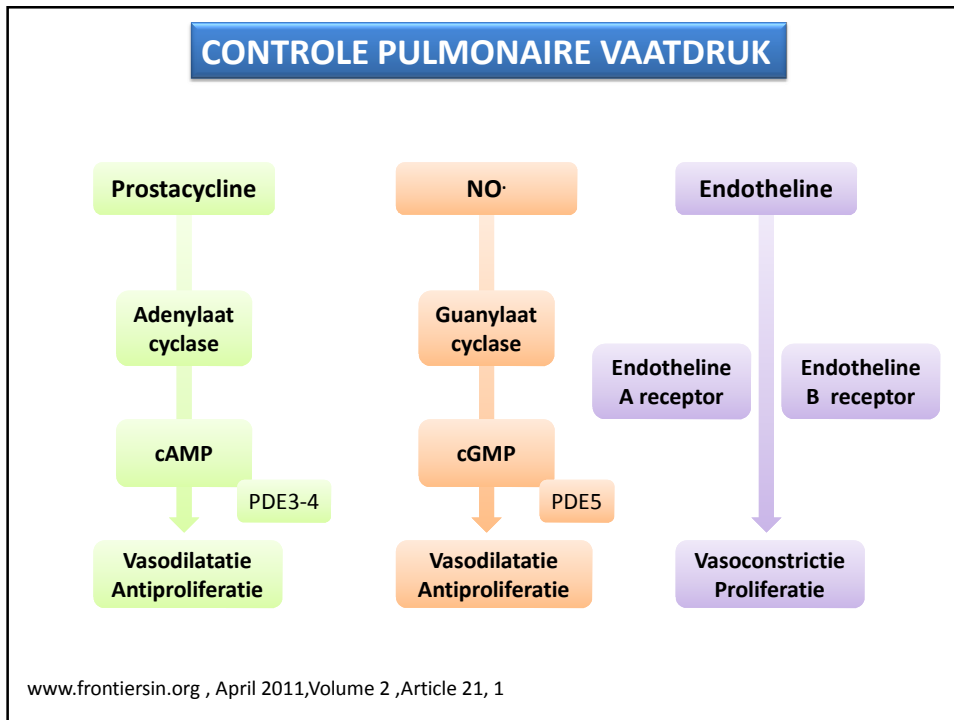 CONTROLE PULMONAIRE VAATDRUK
Prostacycline
Adenylaat
cyclase
cAMP
PDE3-4
Vasodilatatie
Antiproliferatie
NO·
Guanylaat
cyclase
cGMP
PDE5
Vasodilatatie
Antiproliferatie
Endotheline
Endotheline
A receptor
Endotheline
B receptor
Vasoconstrictie
Proliferatie
www.frontiersin.org , April 2011,Volume 2 ,Article 21, 1